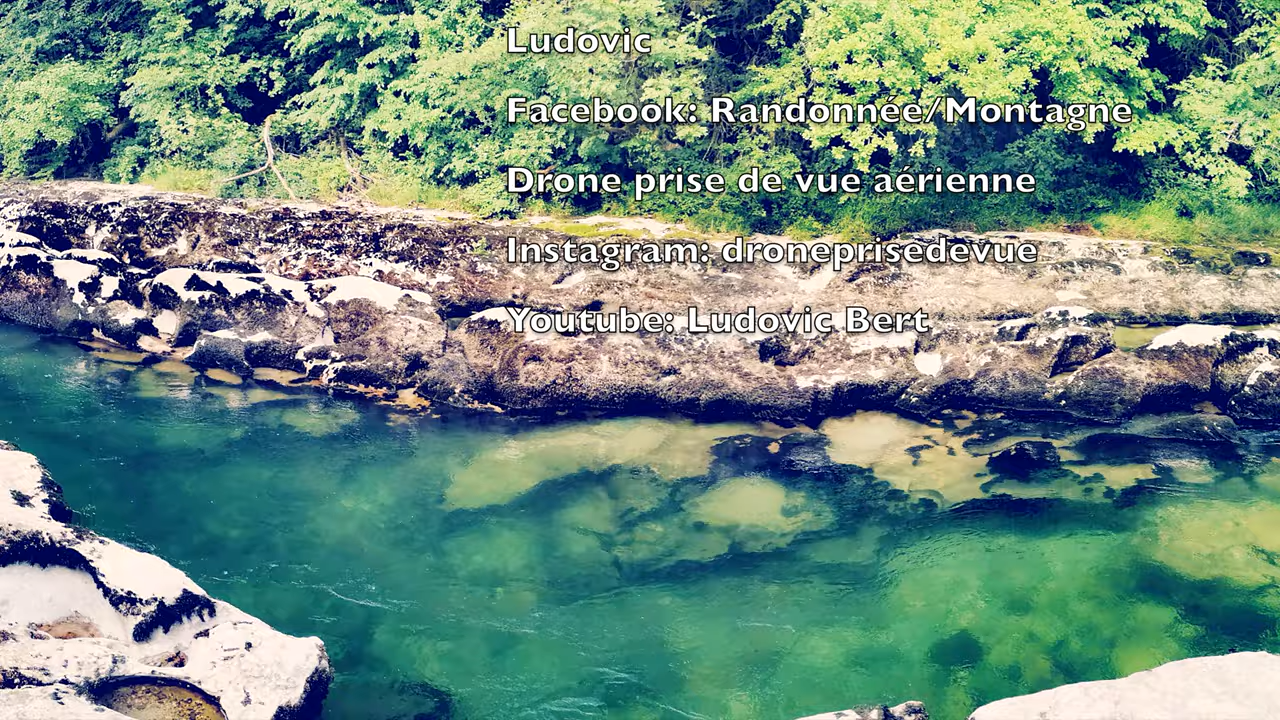 Ludovic
Facebook: Randonnée/Montagne
Drone prise de vue aérienne
Instagram: droneprisedevue
Youtube: Ludovic Bert